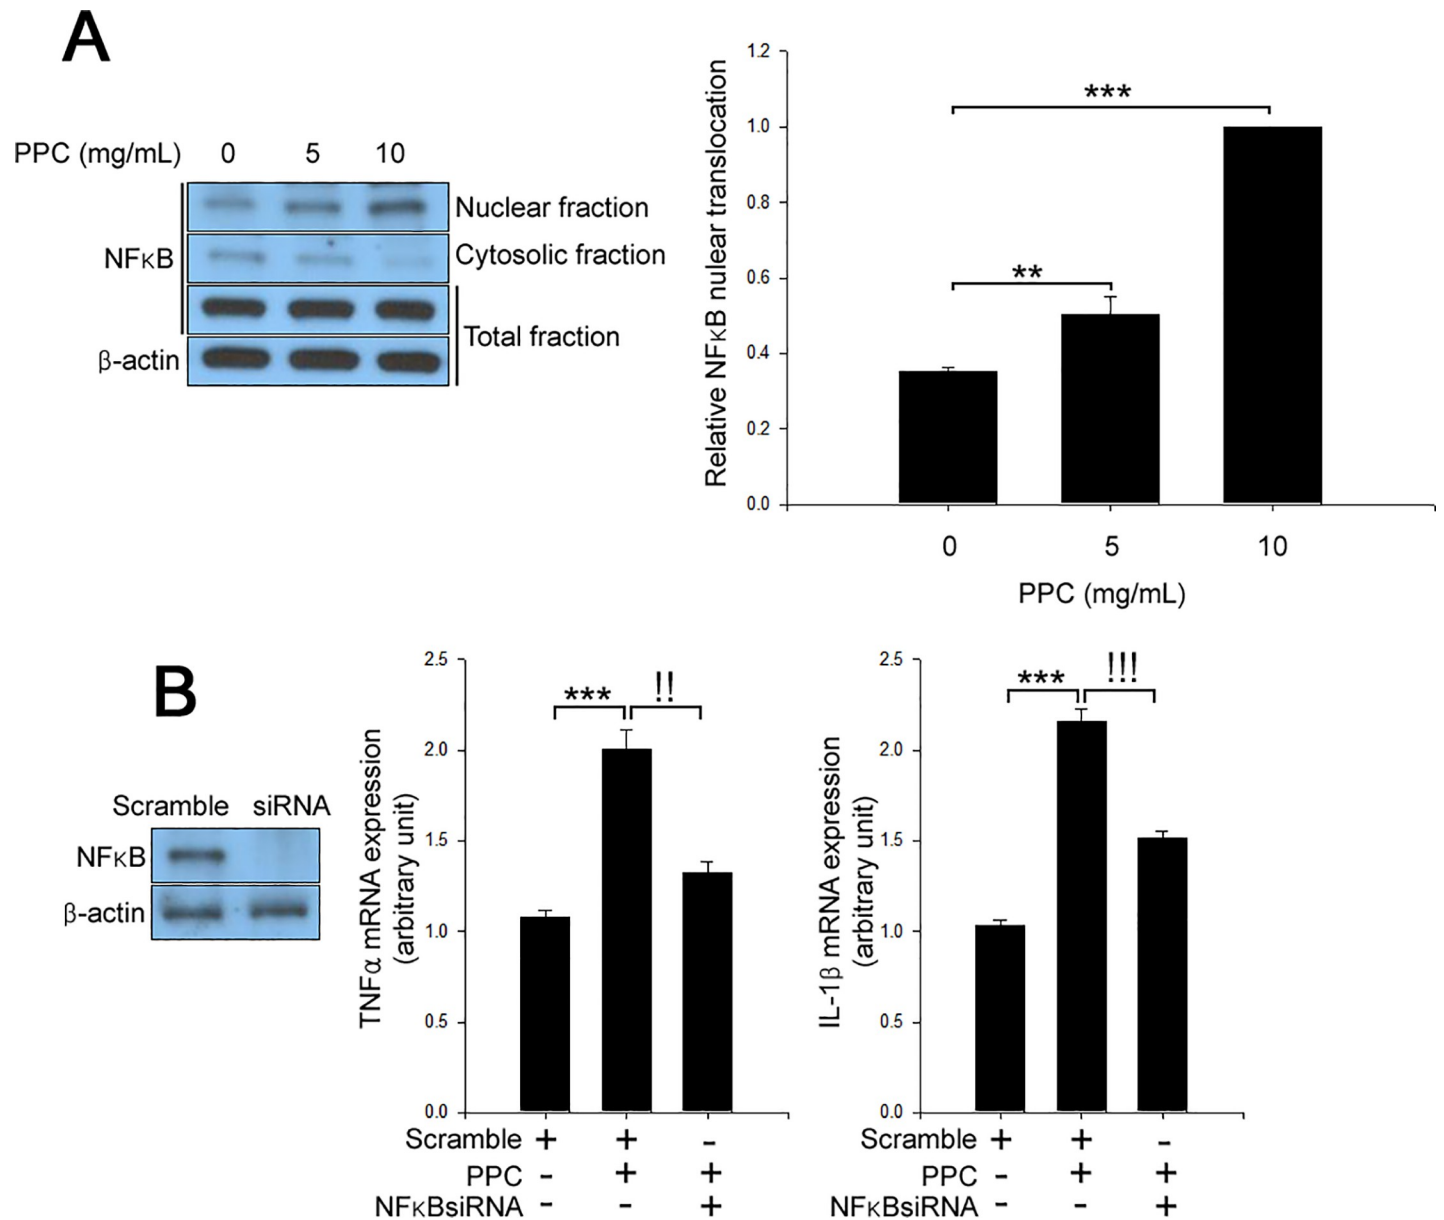 A
PPC (mg/mL) 0 5 10
Nuclear fraction
NFκB
Cytosolic fraction
Total fraction
β-actin
Relative NFκB nulear translocation
1.2
1.0
0.8
0.6
0.4
0.2
0.0
***
**
0 5 10
PPC (mg/mL)
B
Scramble siRNA
NFκB
β-actin
TNFα mRNA expression
(arbitrary unit)
2.5
2.0
1.5
1.0
0.5
0.0
*** !!
Scramble + + -
PPC - + +
NFκBsiRNA - - +
IL-1β mRNA expression
(arbitrary unit)
2.5
2.0
1.5
1.0
0.5
0.0
*** !!!
Scramble + + -
PPC - + +
NFκBsiRNA - - +